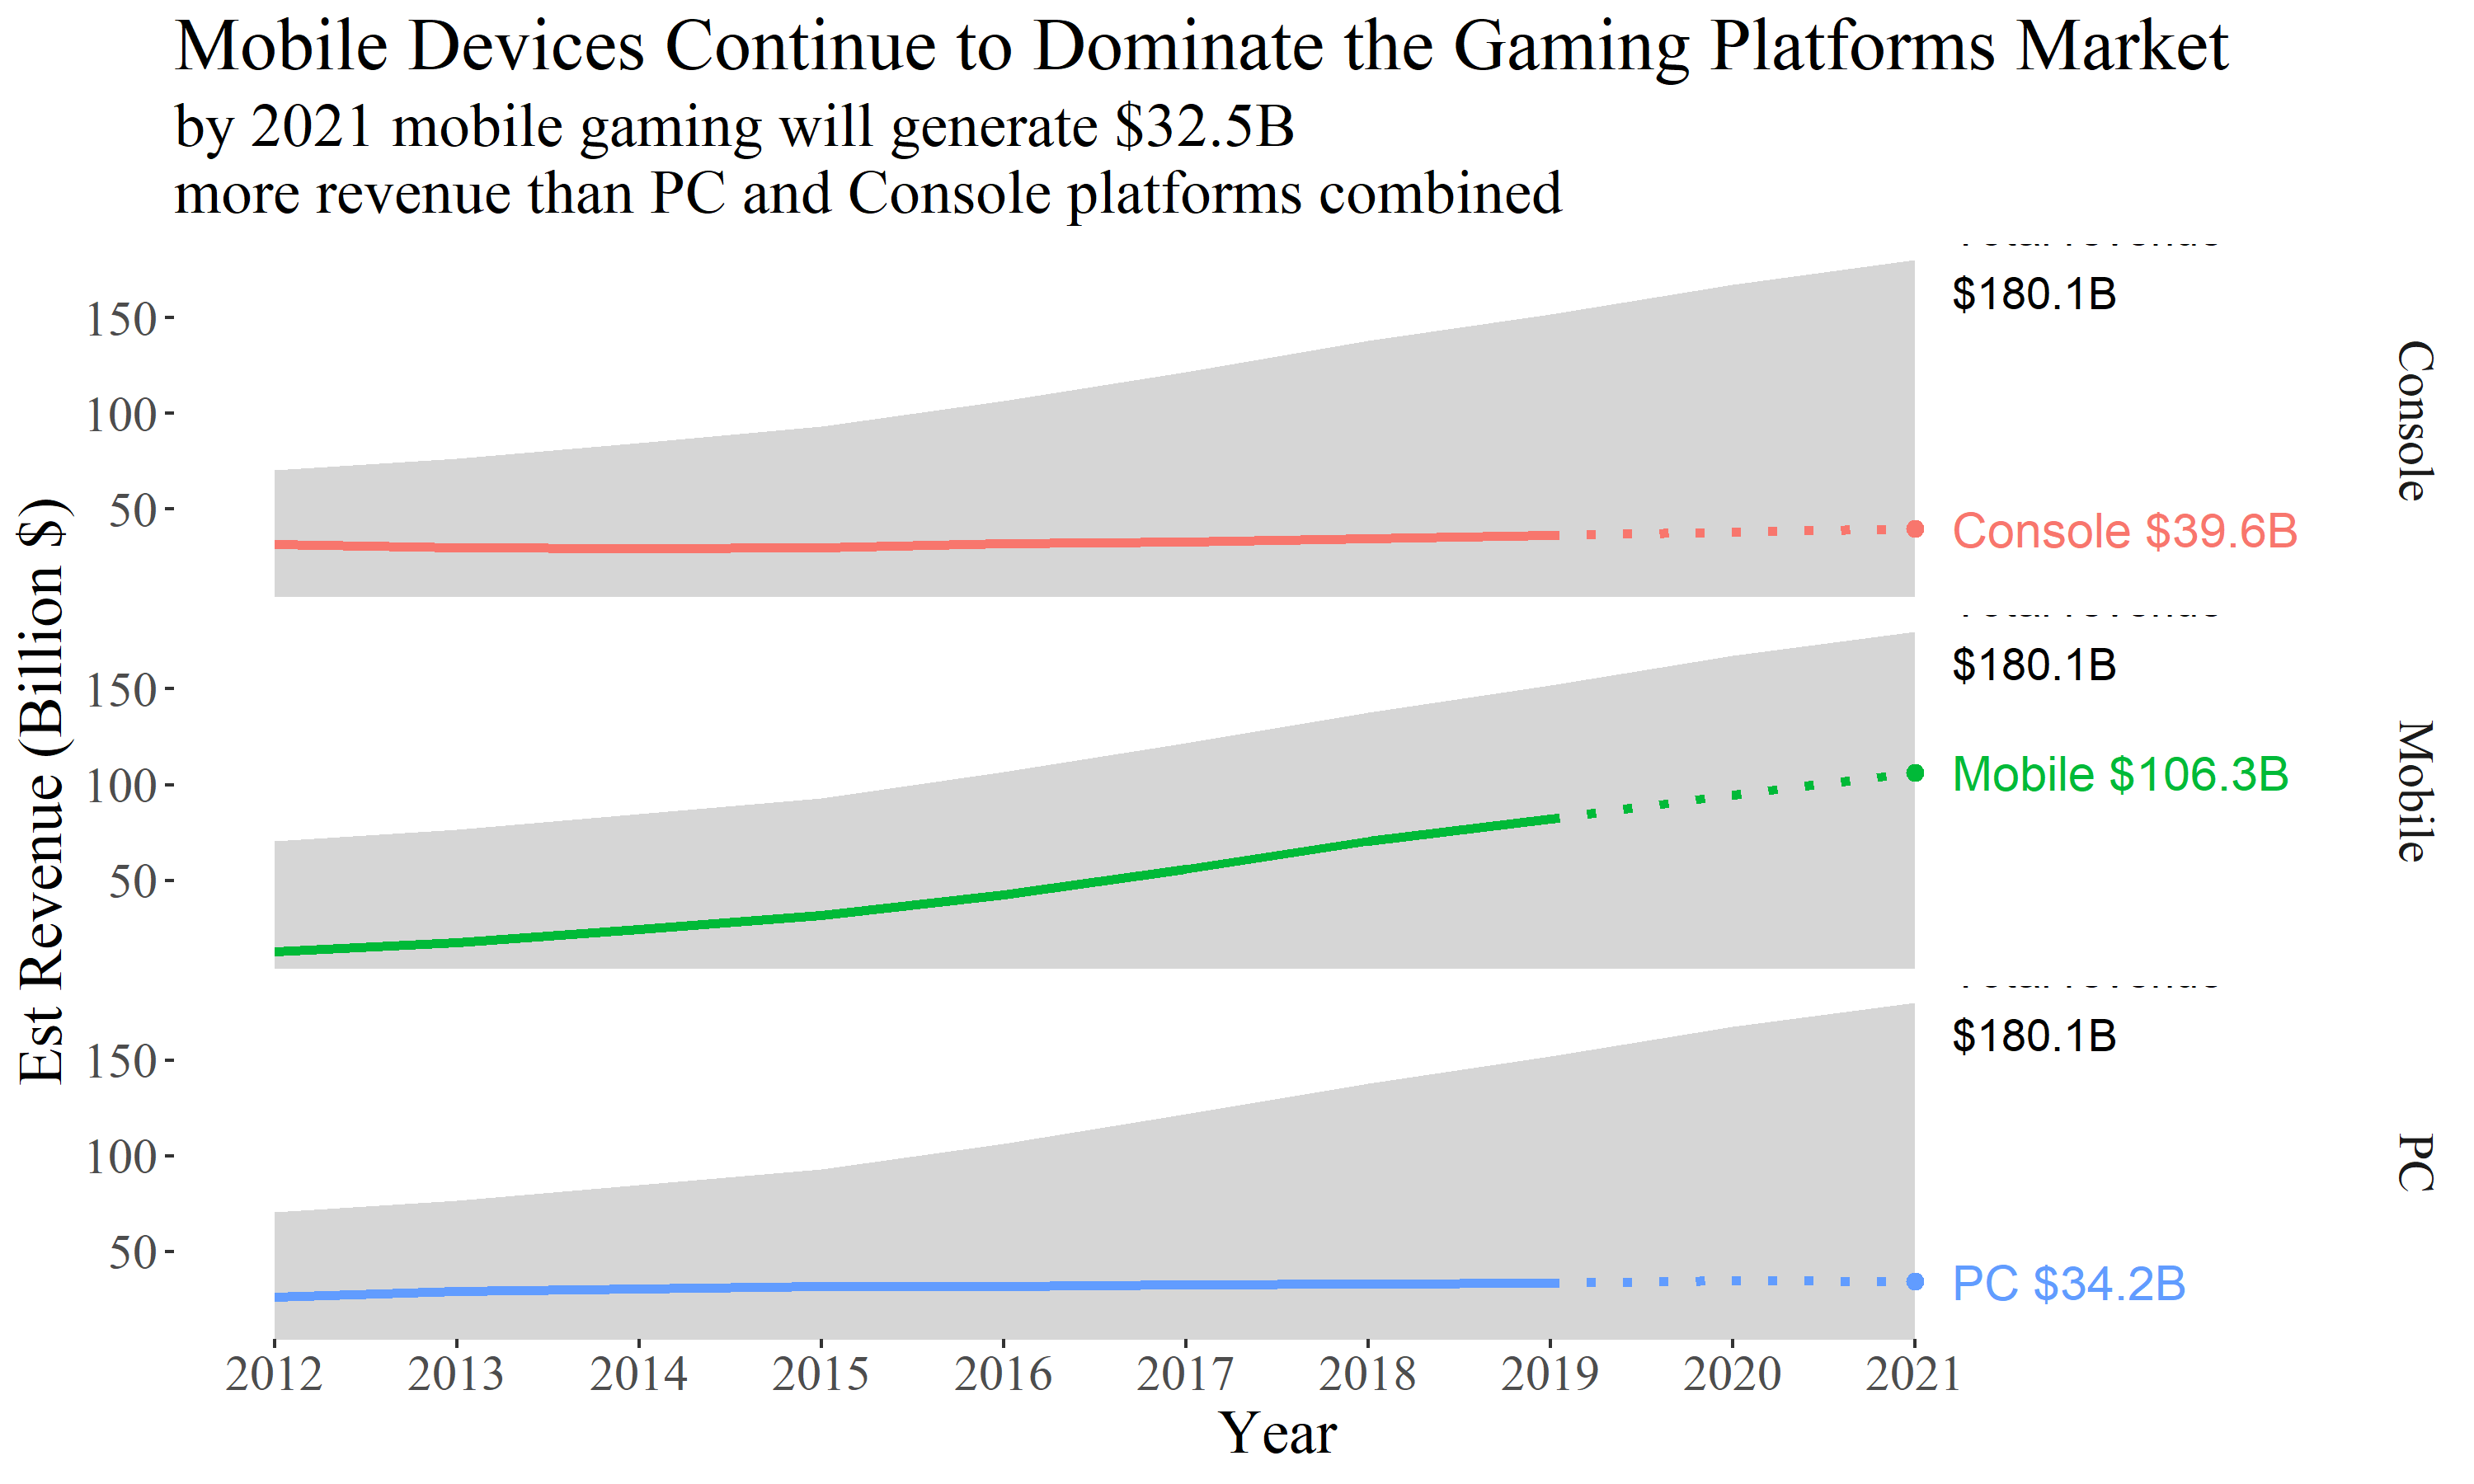 Mobile Devices Continue to Dominate the Gaming Platforms Market
by 2021 mobile gaming will generate $32.5B
more revenue than PC and Console platforms combined
Est Revenue (Billion $)
150
100
50
$180.1B
Console $39.6B
Console
150
100
50
$180.1B
Mobile $106.3B
Mobile
150
100
50
$180.1B
PC $34.2B
PC
2012 2013 2014 2015 2016 2017 2018 2019 2020 2021
Year